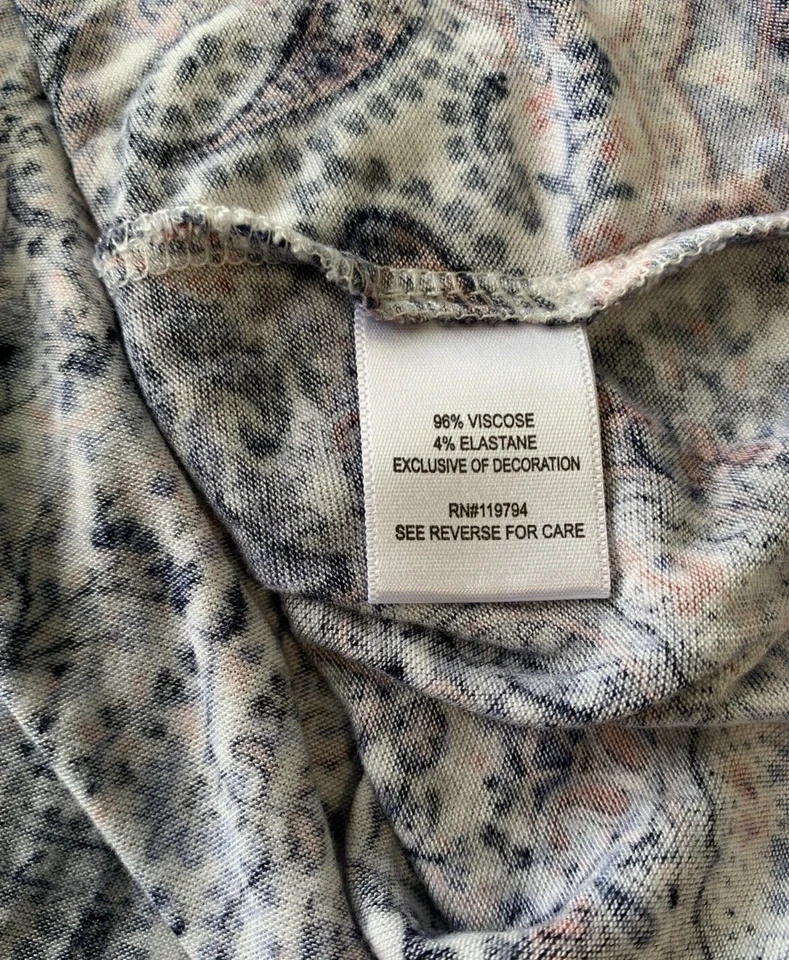 96% VISCOSE
4% ELASTANE
EXCLUSIVE OF DECORATION
RN#119794
SEE REVERSE FOR CARE